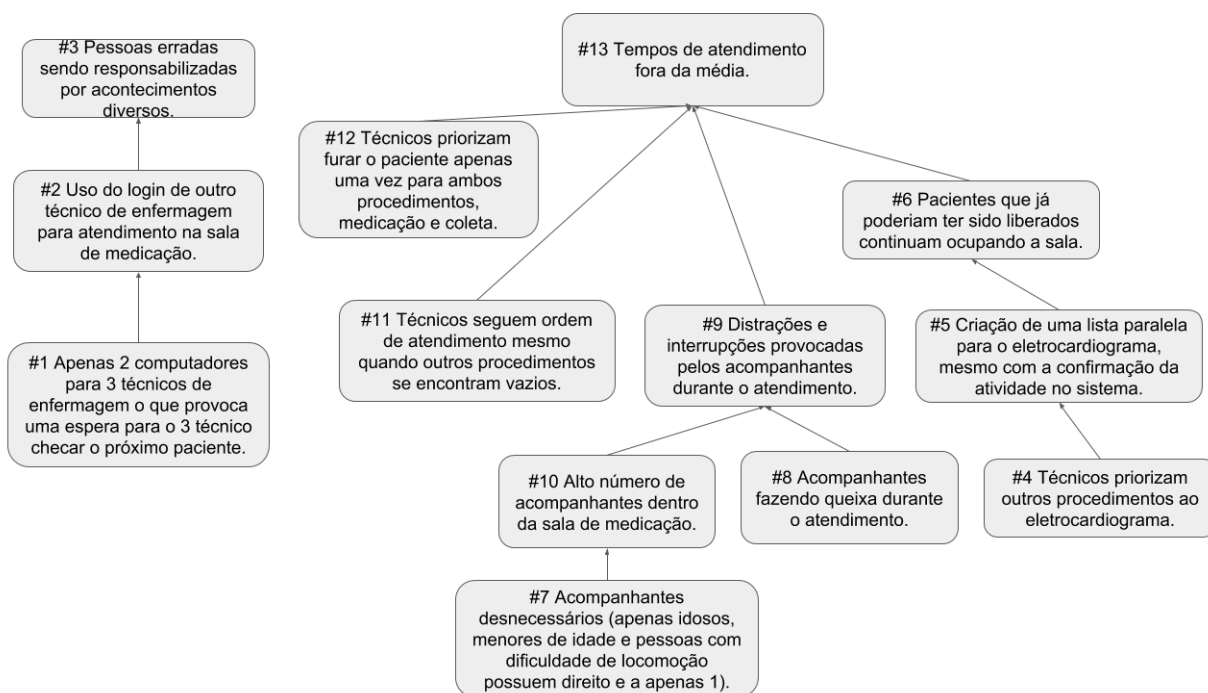 #3 Pessoas erradas
sendo responsabilizadas
por acontecimentos
diversos.
#2 Uso do login de outro
técnico de enfermagem
para atendimento na sala
de medicação.
#1 Apenas 2 computadores
para 3 técnicos de
enfermagem o que provoca
uma espera para o 3 técnico
checar o próximo paciente.
#13 Tempos de atendimento
fora da média.
#12 Técnicos priorizam
furar o paciente apenas
uma vez para ambos
procedimentos,
medicação e coleta.
#6 Pacientes que já
poderiam ter sido liberados
continuam ocupando a sala.
#11 Técnicos seguem ordem
de atendimento mesmo
quando outros procedimentos
se encontram vazios.
#9 Distrações e
interrupções provocadas
pelos acompanhantes
durante o atendimento.
#5 Criação de uma lista paralela
para o eletrocardiograma,
mesmo com a confirmação da
atividade no sistema.
#10 Alto número de
acompanhantes dentro
da sala de medicação.
#8 Acompanhantes
fazendo queixa durante
o atendimento.
#4 Técnicos priorizam
outros procedimentos ao
eletrocardiograma.
#7 Acompanhantes
desnecessários (apenas idosos,
menores de idade e pessoas com
dificuldade de locomoção
possuem direito e a apenas 1).